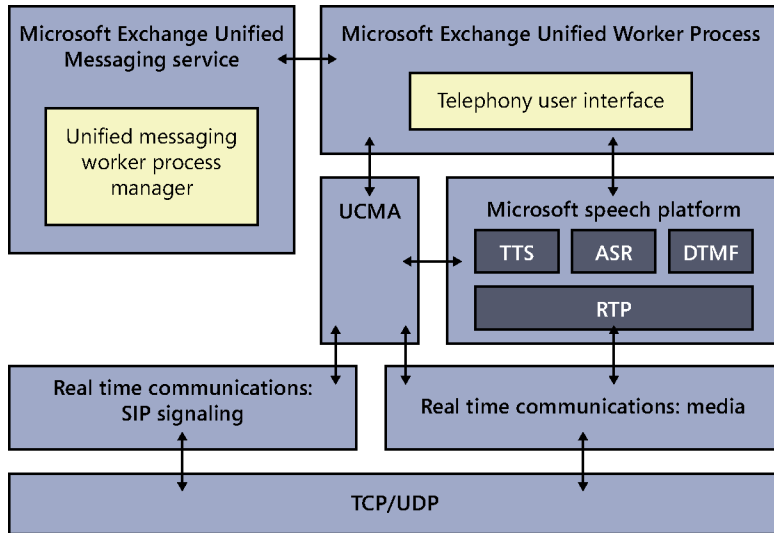 Microsoft Exchange Unified
Messaging service
Unified messaging
worker process
manager
Microsoft Exchange Unified Worker Process
Telephony user interface
UCMA
Microsoft speech platform
TTS
ASR
DTMF
RTP
Real time communications:
SIP signaling
Real time communications: media
TCP/UDP